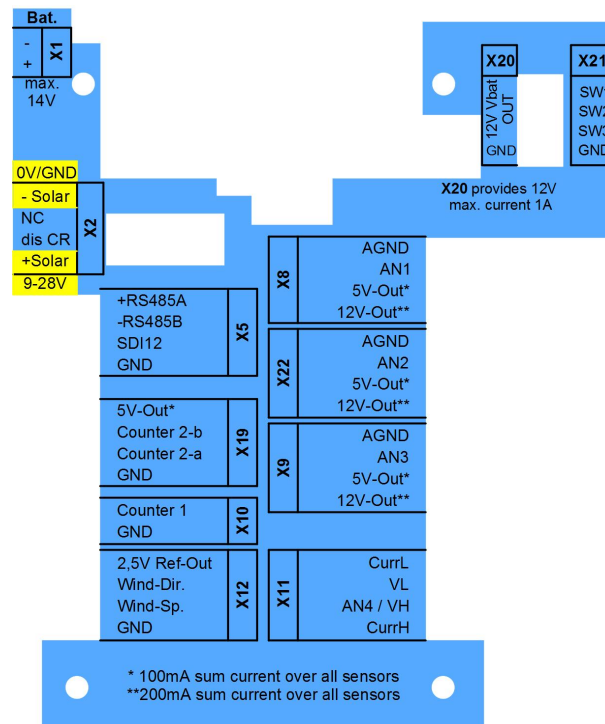 Bat.
-
+
X1
max.
14V
X20
12V Vbat
OUT
GND
X21
SW1
SW2
SW3
GND
X20 provides 12V
max. current 1A
0V/GND
- Solar
NC
dis CR
+Solar
9-28V
X2
+RS485A
-RS485B
SDI12
GND
X5
X8
AGND
AN1
5V-Out*
12V-Out**
X22
AGND
AN2
5V-Out*
12V-Out**
5V-Out*
Counter 2-b
Counter 2-a
GND
X19
X9
AGND
AN3
5V-Out*
12V-Out**
Counter 1
GND
X10
2,5V Ref-Out
Wind-Dir.
Wind-Sp.
GND
X12
X11
CurrL
VL
AN4 / VH
CurrH
* 100mA sum current over all sensors
**200mA sum current over all sensors